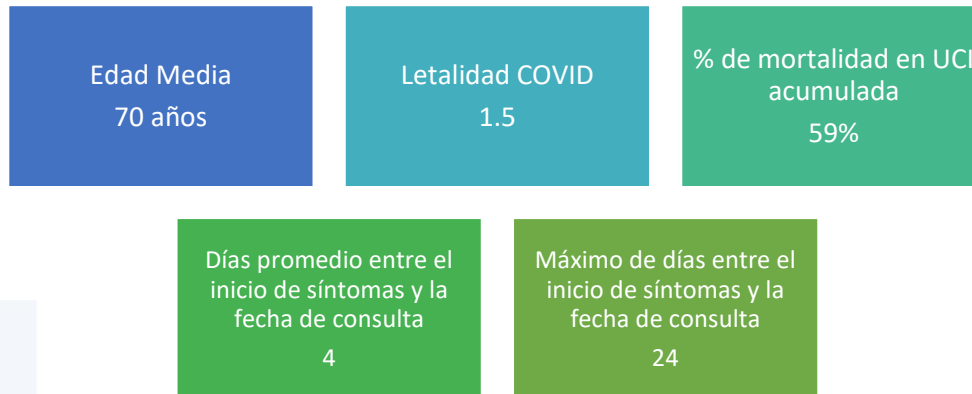 Edad Media
70 años
Letalidad COVID
1.5
% de mortalidad en UCI
acumulada
59%
Días promedio entre el
inicio de síntomas y la
fecha de consulta
4
Máximo de días entre el
inicio de síntomas y la
fecha de consulta
24